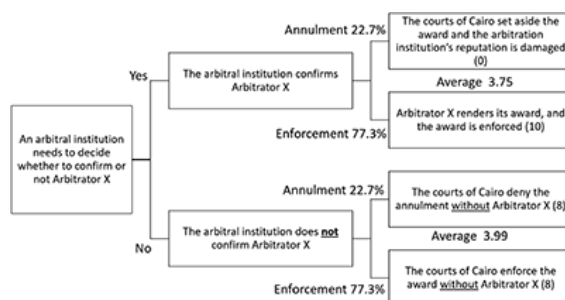 Annulment 22.7%
The courts of Cairo set aside
the award and the arbitration
institution's reputation is damaged
(0)
Yes
The arbitral institution confirms
Arbitrator X
Average 3.75
Enforcement 77.3%
Arbitrator X renders its award, and
the award is enforced (10)
An arbitral institution
needs to decide
whether to confirm or
not Arbitrator X
Annulment 22.7%
The courts of Cairo deny the
annulment without Arbitrator X (8)
No
The arbitral institution does not
confirm Arbitrator X
Average 3.99
Enforcement 77.3%
The courts of Cairo enforce the
award without Arbitrator X (8)